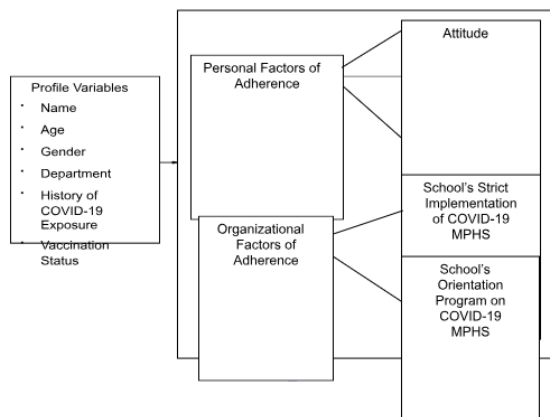 Profile Variables
· Name
· Age
· Gender
· Department
· History of
COVID-19
Exposure
· Vaccination
Status
Personal Factors of
Adherence
Organizational
Factors of
Adherence
Attitude
School's Strict
Implementation
of COVID-19
MPHS
School's
Orientation
Program on
COVID-19
MPHS